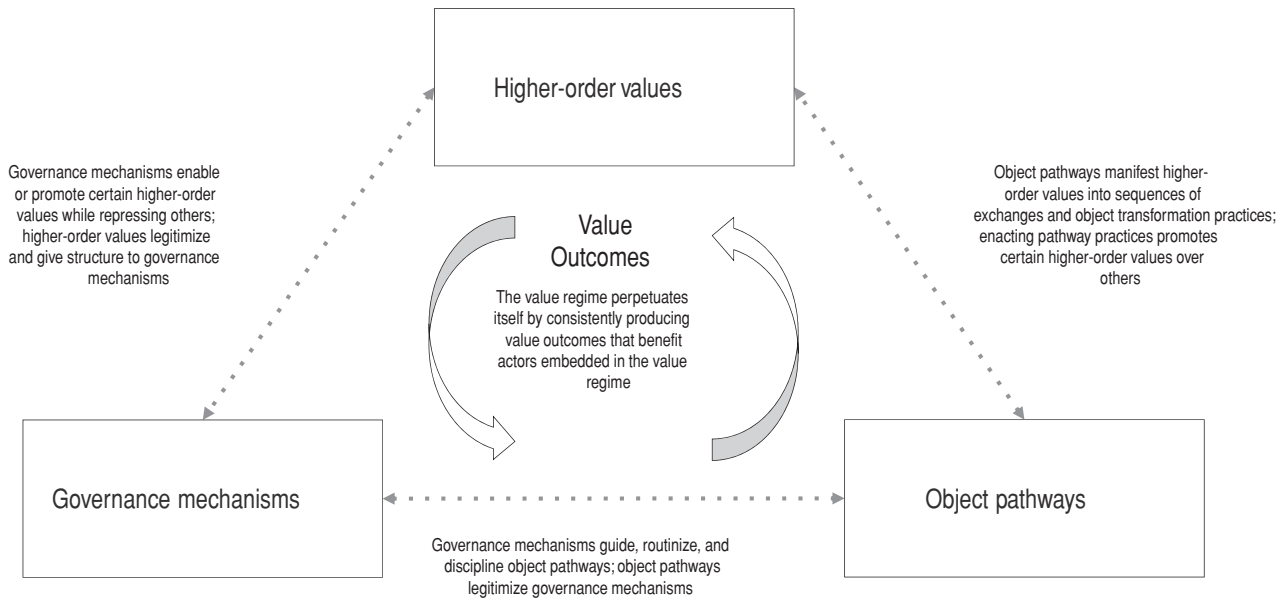 Higher-order values
Governance mechanisms enable
or promote certain higher-order
values while repressing others;
higher-order values legitimize
and give structure to governance
mechanisms
Object pathways manifest higher-
order values into sequences of
exchanges and object transformation practices;
enacting pathway practices promotes
certain higher-order values over
others
Value
Outcomes
The value regime perpetuates
itself by consistently producing
value outcomes that benefit
actors embedded in the value
regime
Governance mechanisms
Object pathways
Governance mechanisms guide, routinize, and
discipline object pathways; object pathways
legitimize governance mechanisms